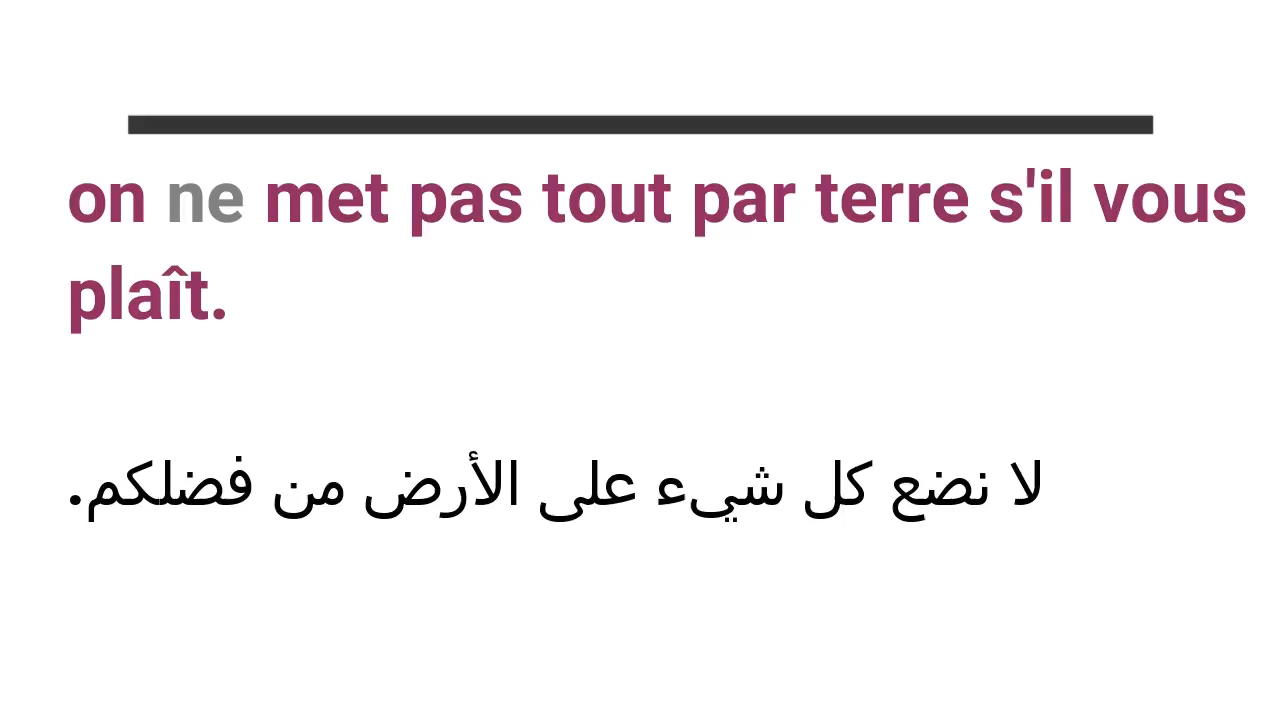 on ne met pas tout par terre s'il vous
plaît.
لا نضع كل شيء على الأرض من فضلكم.